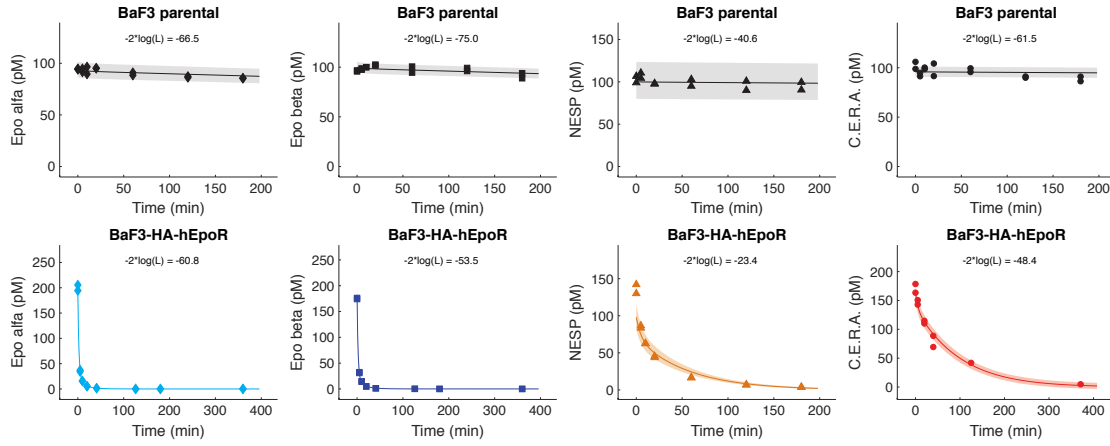 BaF3 parental
-2*log(L) = -66.5
Epo alfa (pM)
100
50
0
0 50 100 150 200
Time (min)
BaF3 parental
-2*log(L) = -75.0
Epo beta (pM)
100
50
0
0 50 100 150 200
Time (min)
BaF3 parental
-2*log(L) = -40.6
NESP (pM)
150
100
50
0
0 50 100 150 200
Time (min)
BaF3 parental
-2*log(L) = -61.5
C.E.R.A. (pM)
100
50
0
0 50 100 150 200
Time (min)
BaF3-HA-hEpoR
-2*log(L) = -60.8
Epo alfa (pM)
250
200
150
100
50
0
0 100 200 300 400
Time (min)
BaF3-HA-hEpoR
-2*log(L) = -53.5
Epo beta (pM)
250
200
150
100
50
0
0 100 200 300 400
Time (min)
BaF3-HA-hEpoR
-2*log(L) = -23.4
NESP (pM)
150
100
50
0
0 50 100 150 200
Time (min)
BaF3-HA-hEpoR
-2*log(L) = -48.4
C.E.R.A. (pM)
200
150
100
50
0
0 100 200 300 400
Time (min)